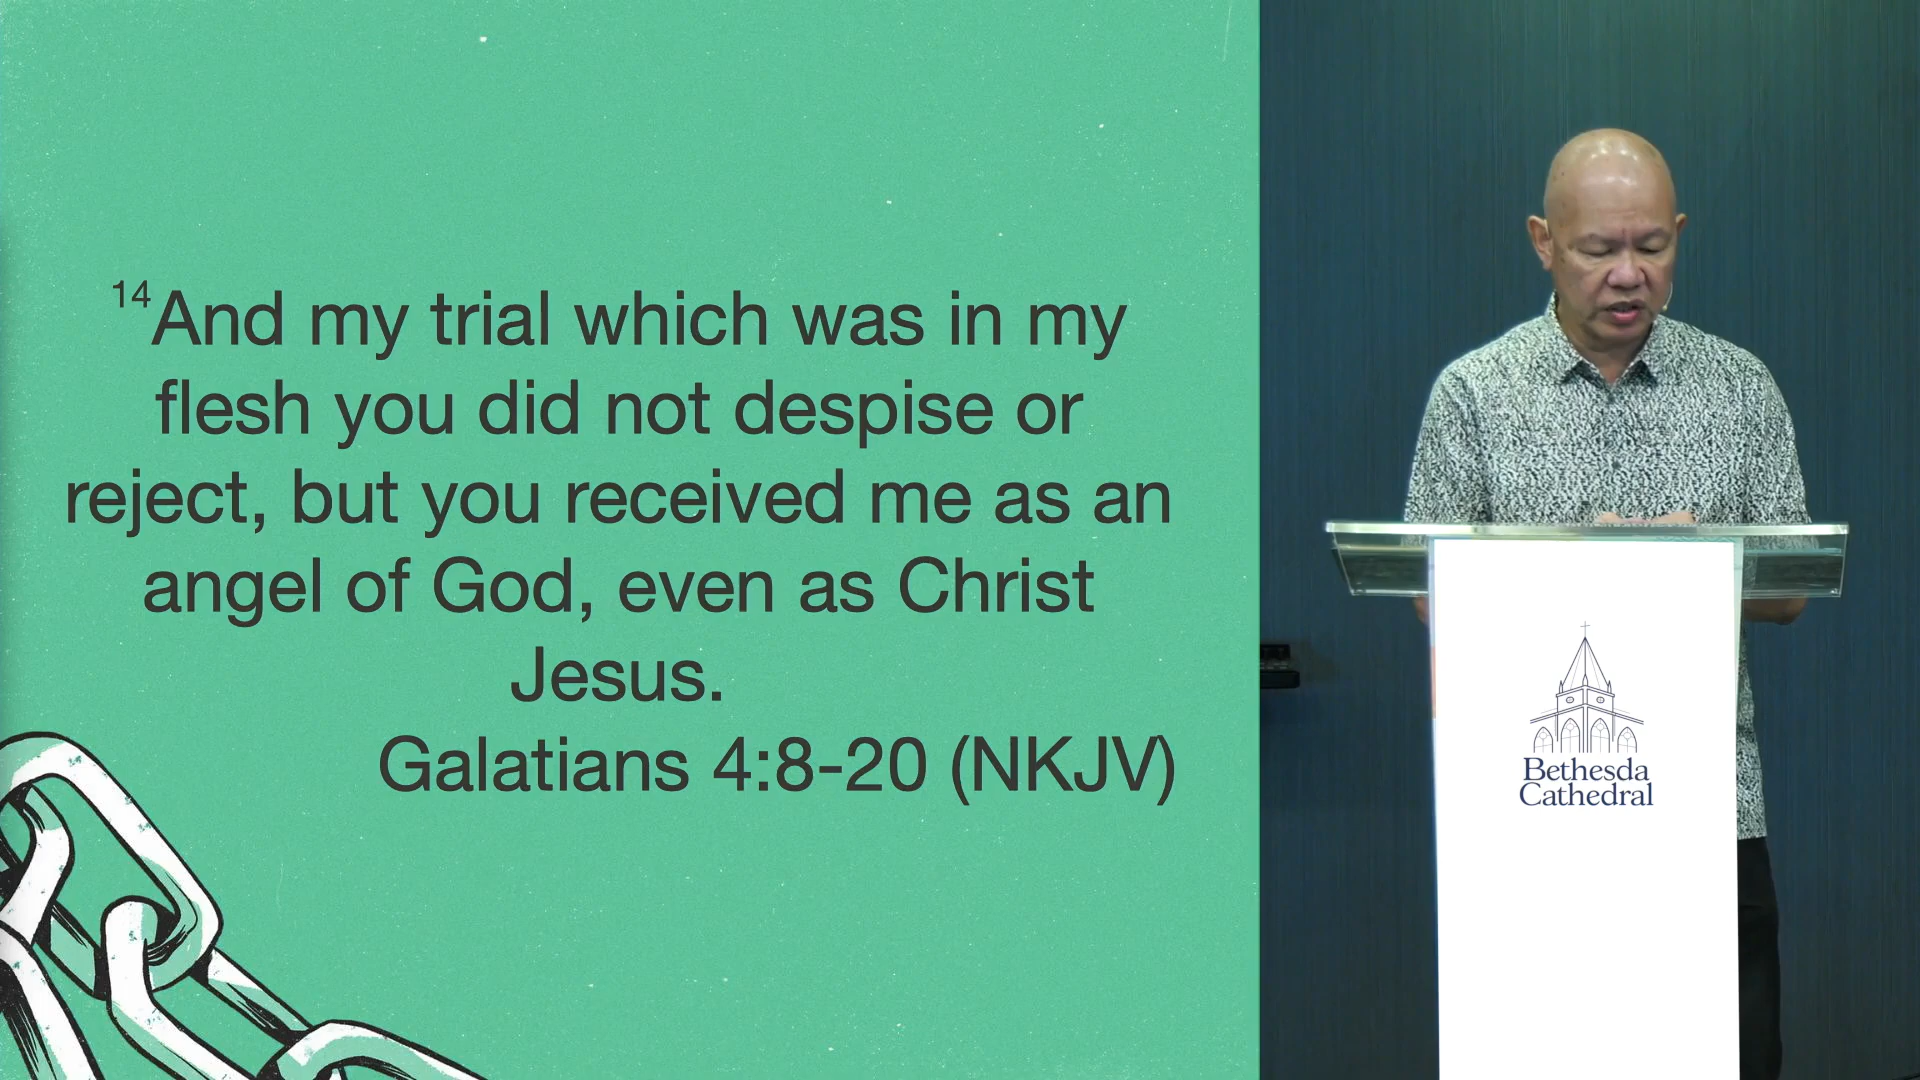 14And my trial which was in my
flesh you did not despise or
reject, but you received me as an
angel of God, even as Christ
Jesus.
Galatians 4:8-20 (NKJV)
Bethesda
Cathedral